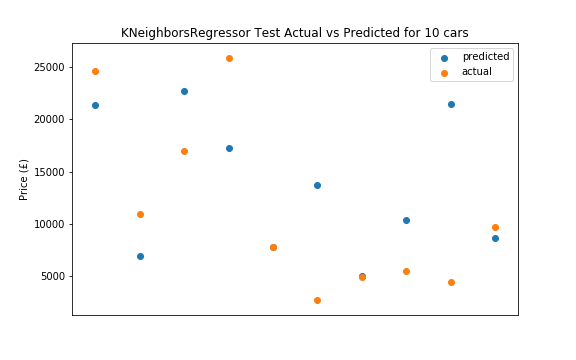 KNeighborsRegressor Test Actual vs Predicted for 10 cars
predicted
actual
Price (£)
25000
20000
15000
10000
5000